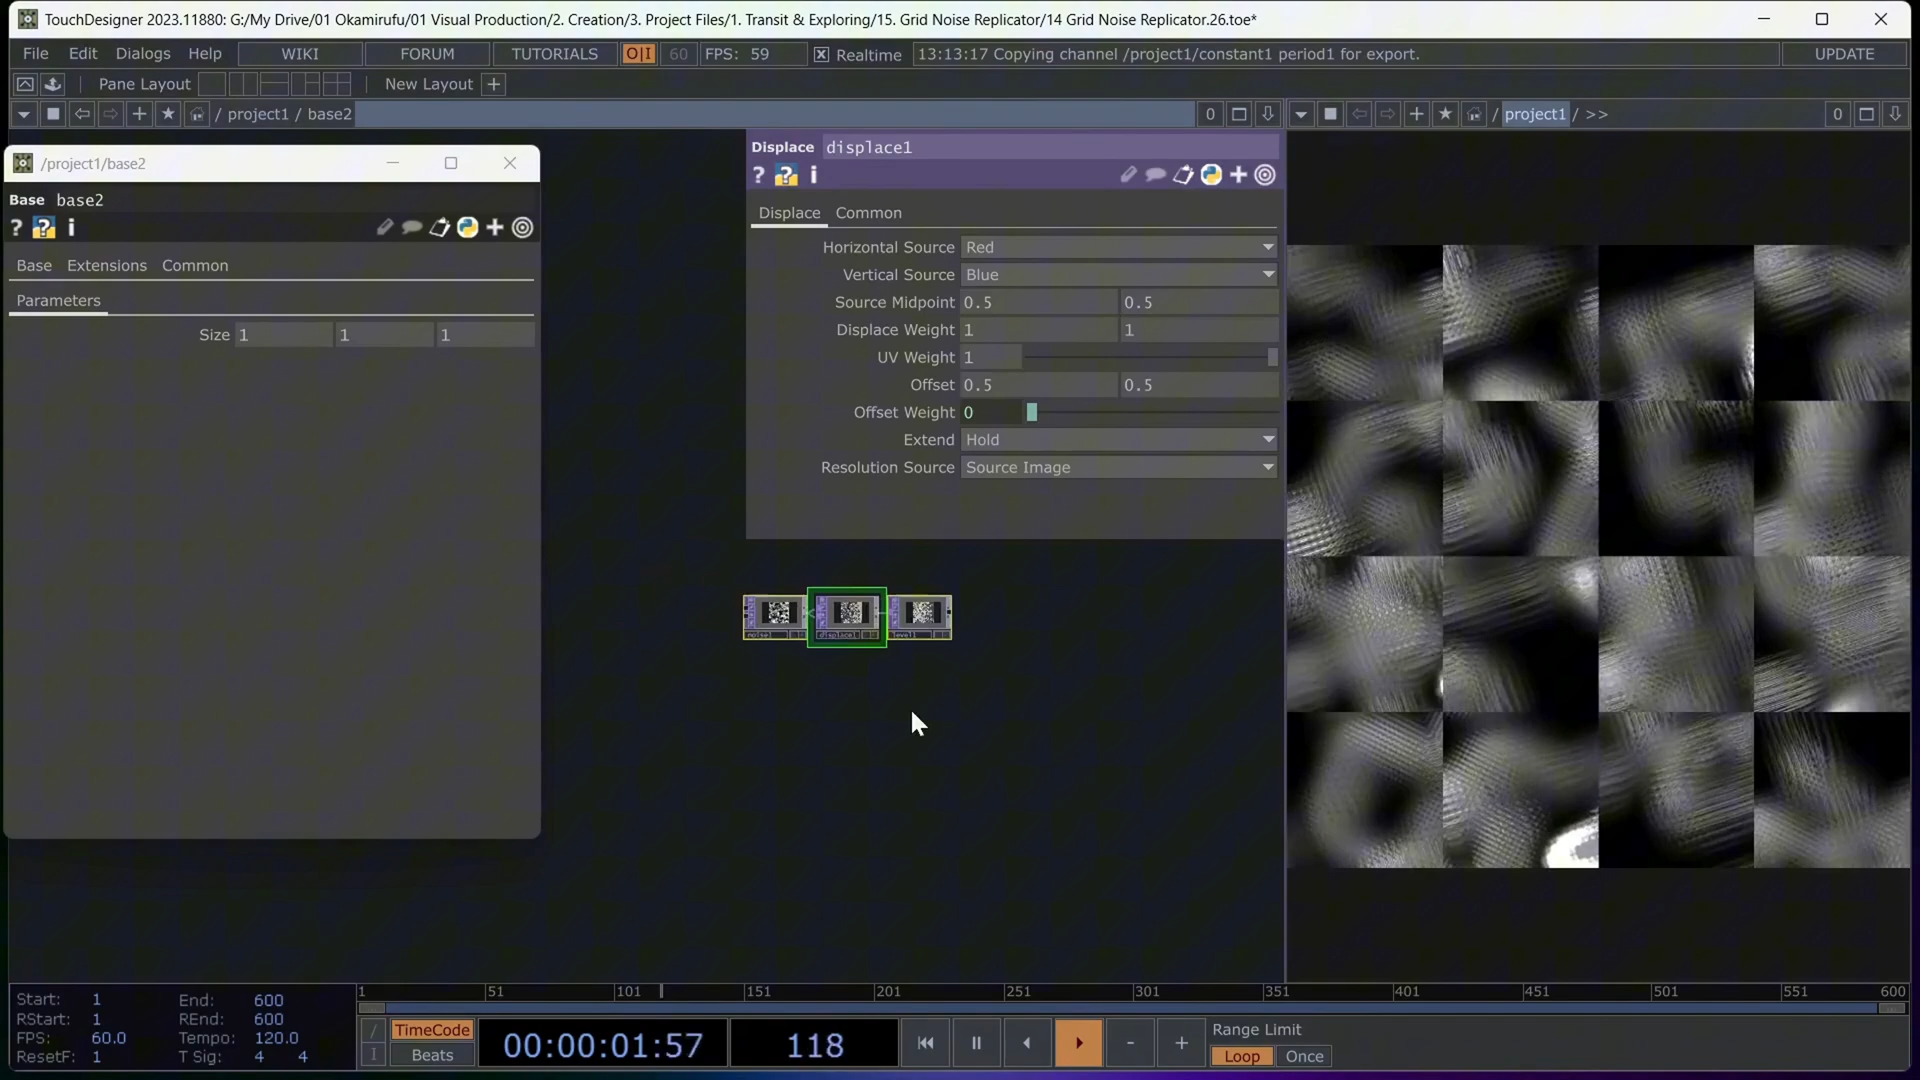 TouchDesigner 2023.11880: G:/My Drive/01 Okamirufu/01 Visual Production/2. Creation/3. Project Files/1. Transit & Exploring/15. Grid Noise Replicator/14 Grid Noise Replicator.26.toe*
File Edit Dialogs Help WIKI FORUM TUTORIALS O|I 60 FPS: 59 Realtime 13:13:17 Copying channel /project1/constant1 period1 for export. UPDATE
Pane Layout New Layout +
/ project1 / base2 0 / project1 / >> 0
/project1/base2
Base base2
? ? i
Base Extensions Common
Parameters
Size 1 1 1
Displace displace1
? ? i
Displace Common
Horizontal Source Red
Vertical Source Blue
Source Midpoint 0.5 0.5
Displace Weight 1 1
UV Weight 1
Offset 0.5 0.5
Offset Weight 0
Extend Hold
Resolution Source Source Image
noise1 displace1 level1
1 51 101 151 201 251 301 351 401 451 501 551 600
Start: 1 End: 600
RStart: 1 REnd: 600
FPS: 60.0 Tempo: 120.0
ResetF: 1 T Sig: 4 4
/ TimeCode
I Beats
00:00:01:57 118 - +
Range Limit
Loop Once